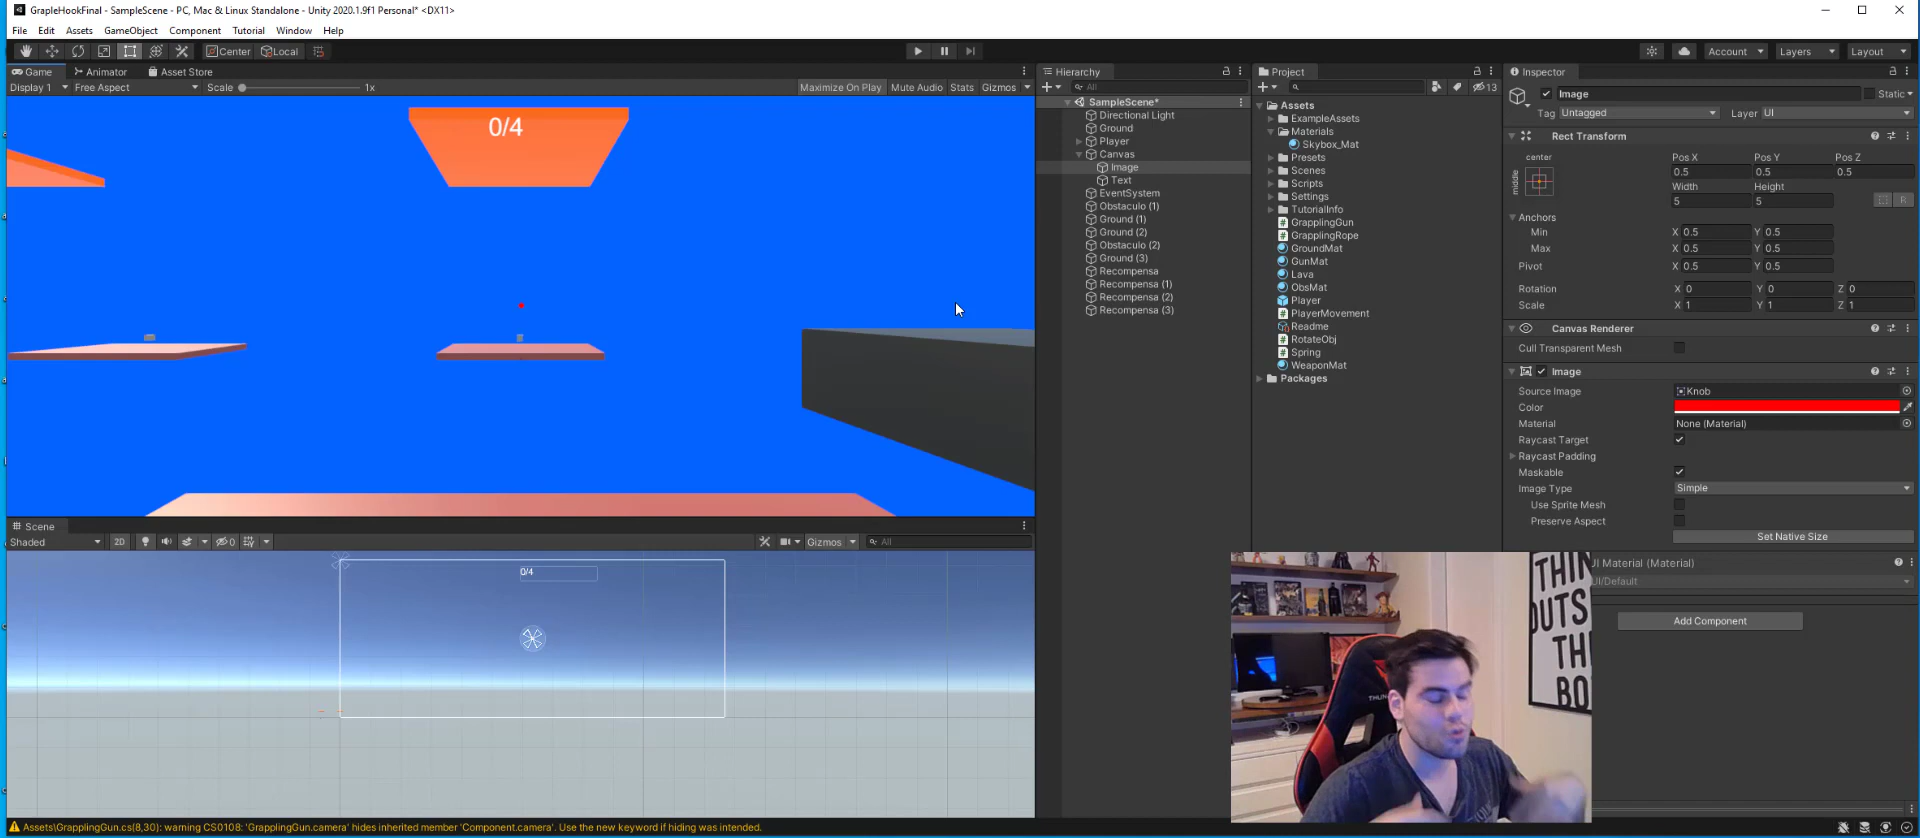 GrapleHookFinal - SampleScene - PC, Mac & Linux Standalone - Unity 2020.1.9f1 Personal* <DX11>
File Edit Assets GameObject Component Tutorial Window Help
Center Local Account Layers Layout
Game Animator Asset Store
Display 1 Free Aspect Scale 1x Maximize On Play Mute Audio Stats Gizmos
0/4
Scene
Shaded 2D 0 Gizmos All
0/4
Hierarchy
All
SampleScene*
Directional Light
Ground
Player
Canvas
Image
Text
EventSystem
Obstaculo (1)
Ground (1)
Ground (2)
Obstaculo (2)
Ground (3)
Recompensa
Recompensa (1)
Recompensa (2)
Recompensa (3)
Project
13
Assets
ExampleAssets
Materials
Skybox_Mat
Presets
Scenes
Scripts
Settings
TutorialInfo
GrapplingGun
GrapplingRope
GroundMat
GunMat
Lava
ObsMat
Player
PlayerMovement
Readme
RotateObj
Spring
WeaponMat
Packages
Inspector
Image Static
Tag Untagged Layer UI
Rect Transform
center
middle
Pos X Pos Y Pos Z
0.5 0.5 0.5
Width Height
5 5
R
Anchors
Min X 0.5 Y 0.5
Max X 0.5 Y 0.5
Pivot X 0.5 Y 0.5
Rotation X 0 Y 0 Z 0
Scale X 1 Y 1 Z 1
Canvas Renderer
Cull Transparent Mesh
Image
Source Image Knob
Color
Material None (Material)
Raycast Target
Raycast Padding
Maskable
Image Type Simple
Use Sprite Mesh
Preserve Aspect
Set Native Size
UI Material (Material)
UI/Default
Add Component
THIN
OUTS
TH
BO
THUN
Assets\GrapplingGun.cs(8,30): warning CS0108: 'GrapplingGun.camera' hides inherited member 'Component.camera'. Use the new keyword if hiding was intended.